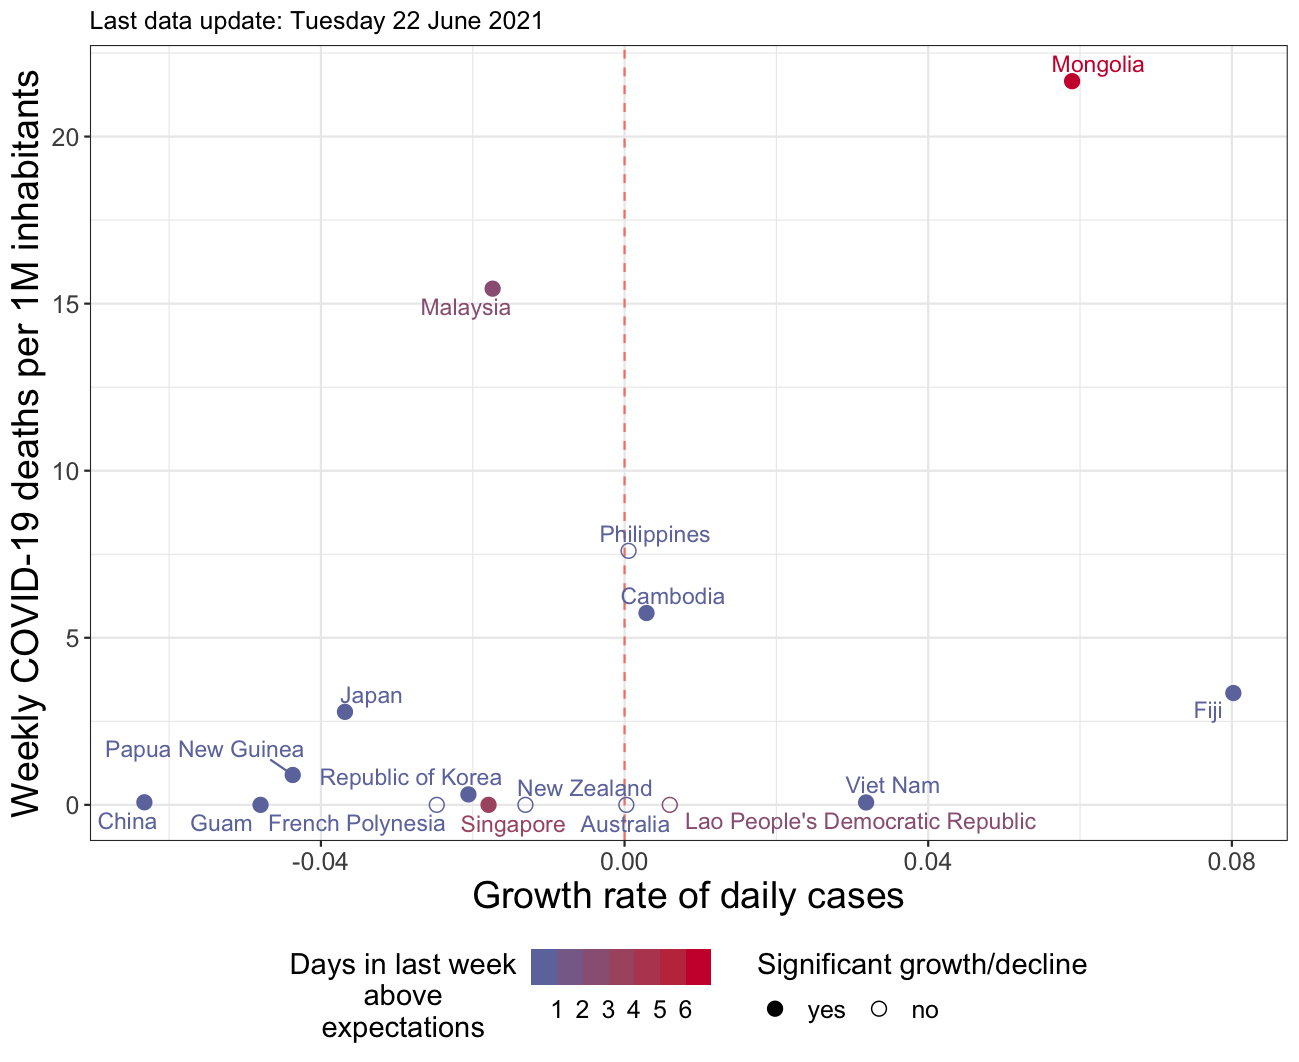 Last data update: Tuesday 22 June 2021
Weekly COVID-19 deaths per 1M inhabitants
Mongolia
20
15
Malaysia
10
Philippines
Cambodia
5
Japan
Fiji
Papua New Guinea
Republic of Korea
New Zealand
Viet Nam
0
China
Guam
French Polynesia
Singapore
Australia
Lao People's Democratic Republic
-0.04 0.00 0.04 0.08
Growth rate of daily cases
Days in last week
above
expectations
1 2 3 4 5 6
Significant growth/decline
yes no